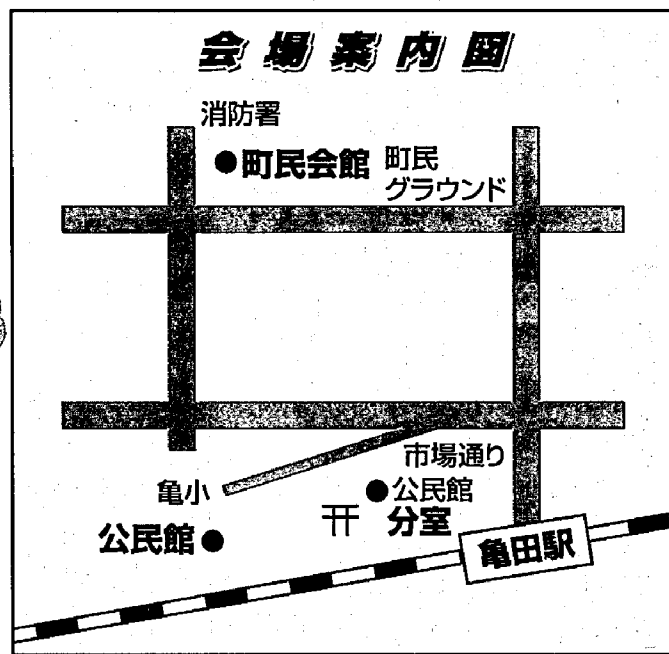 会場案内図
消防署
町民会館
町民
グラウンド
市場通り
亀小
公民館
分室
公民館
亀田駅